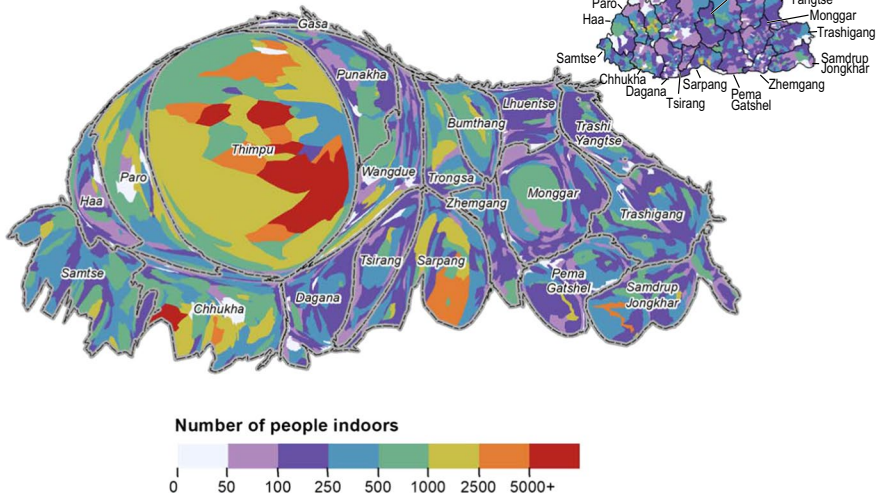 Paro
Yangtse
Haa
Monggar
Trashigang
Samtse
Samdrup
Jongkhar
Chhukha
Dagana
Tsirang
Sarpang
Pema
Gatshel
Zhemgang
Gasa
Punakha
Lhuentse
Bumthang
Trashi
Yangtse
Thimpu
Paro
Wangdue
Trongsa
Haa
Zhemgang
Monggar
Trashigang
Samtse
Tsirang
Sarpang
Pema
Gatshel
Dagana
Chhukha
Samdrup
Jongkhar
Number of people indoors
0 50 100 250 500 1000 2500 5000+